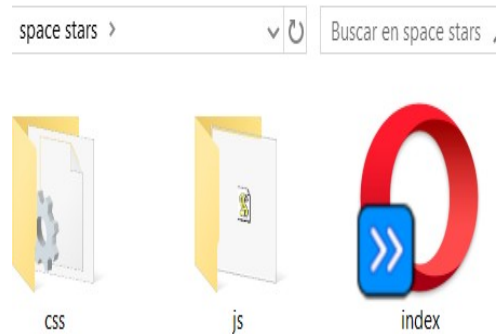 space stars >
Buscar en space stars
css
js
index